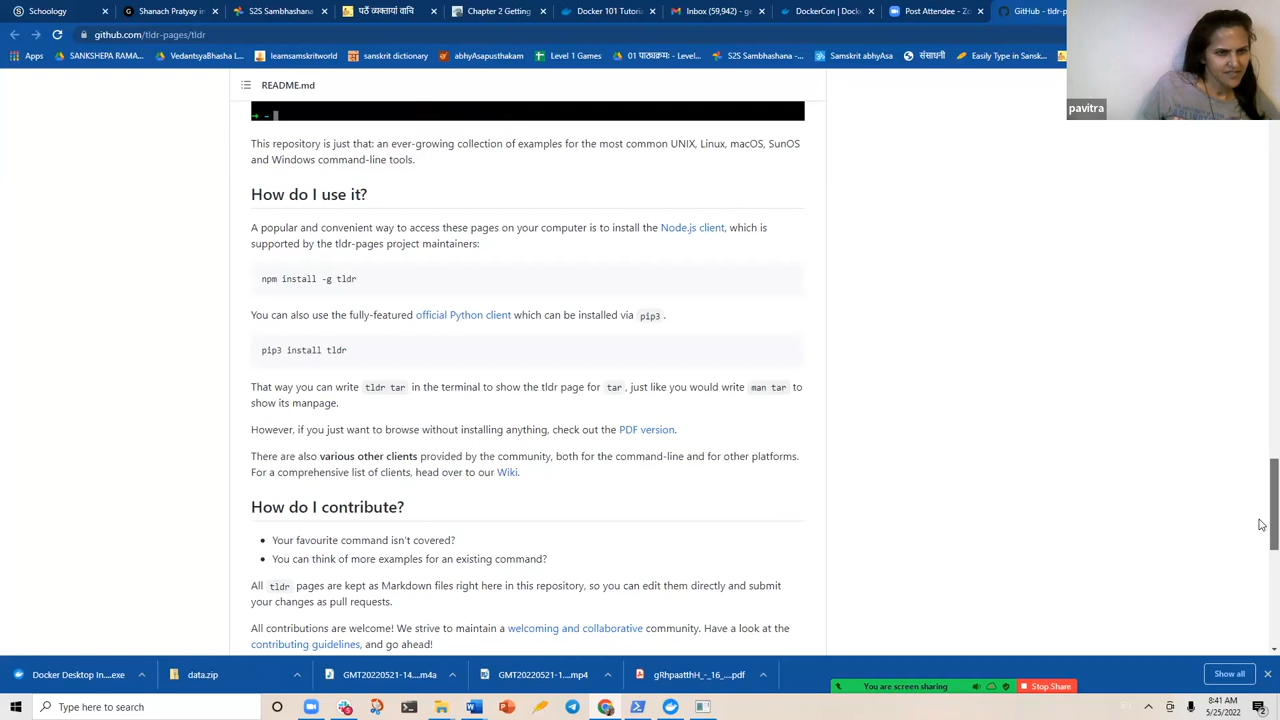 Schoology
Shanach Pratyay in
S2S Sambhashana
पठँ व्यक्तायां वाचि
Chapter 2 Getting
Docker 101 Tutoria
Inbox (59,942) - g
DockerCon | Dock
Post Attendee - Zo
GitHub - tldr-p
github.com/tldr-pages/tldr
Apps
SANKSHEPA RAMA...
VedantsyaBhasha L...
learnsamskritworld
sanskrit dictionary
abhyAsapusthakam
Level 1 Games
01 पाठ्यक्रमः - Level...
S2S Sambhashana -...
Samskrit abhyAsa
संसाधनी
Easily Type in Sansk...
pavitra
README.md
This repository is just that: an ever-growing collection of examples for the most common UNIX, Linux, macOS, SunOS
and Windows command-line tools.
How do I use it?
A popular and convenient way to access these pages on your computer is to install the Node.js client, which is
supported by the tldr-pages project maintainers:
npm install -g tldr
You can also use the fully-featured official Python client which can be installed via pip3.
pip3 install tldr
That way you can write tldr tar in the terminal to show the tldr page for tar, just like you would write man tar to
show its manpage.
However, if you just want to browse without installing anything, check out the PDF version.
There are also various other clients provided by the community, both for the command-line and for other platforms.
For a comprehensive list of clients, head over to our Wiki.
How do I contribute?
• Your favourite command isn't covered?
• You can think of more examples for an existing command?
All tldr pages are kept as Markdown files right here in this repository, so you can edit them directly and submit
your changes as pull requests.
All contributions are welcome! We strive to maintain a welcoming and collaborative community. Have a look at the
contributing guidelines, and go ahead!
Docker Desktop In....exe
data.zip
GMT20220521-14....m4a
GMT20220521-1....mp4
gRhpaatthH_-_16_....pdf
Show all
You are screen sharing
Stop Share
Type here to search
8:41 AM
5/25/2022
2